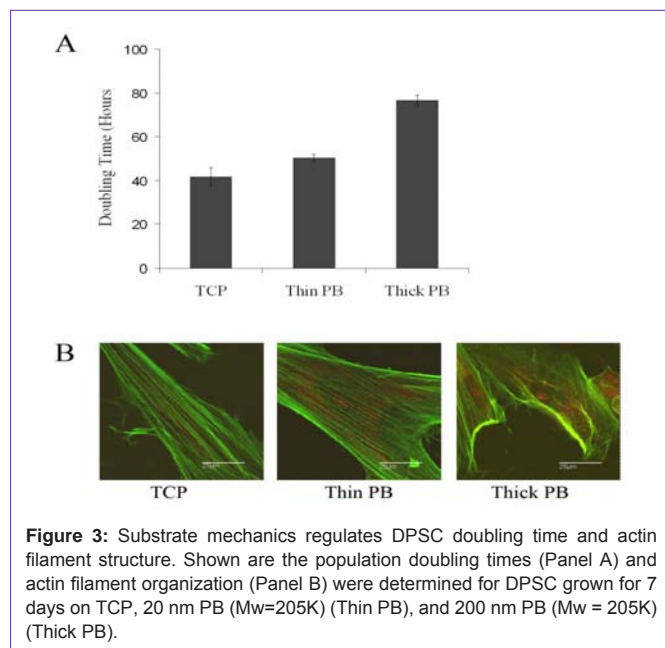 A
100
80
60
40
20
0
Doubling Time (Hours
TCP
Thin PB
Thick PB
B
25μm
25μm
25μm
TCP
Thin PB
Thick PB
Figure 3: Substrate mechanics regulates DPSC doubling time and actin
filament structure. Shown are the population doubling times (Panel A) and
actin filament organization (Panel B) were determined for DPSC grown for 7
days on TCP, 20 nm PB (Mw=205K) (Thin PB), and 200 nm PB (Mw = 205K)
(Thick PB).